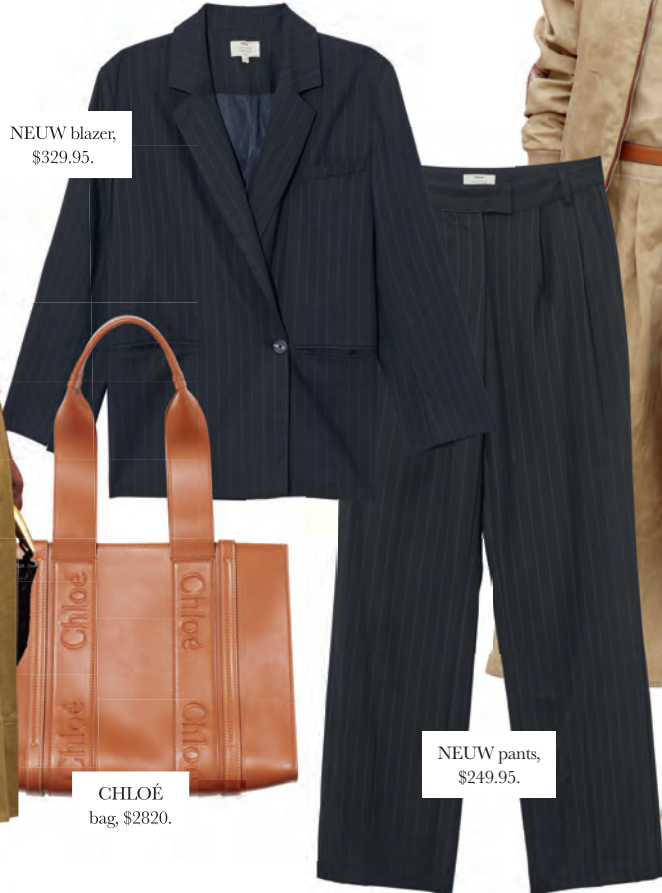 NEUW blazer,
$329.95.
Chloé
Chloé
Chloé
Chloé
CHLOÉ
bag, $2820.
NEUW pants,
$249.95.